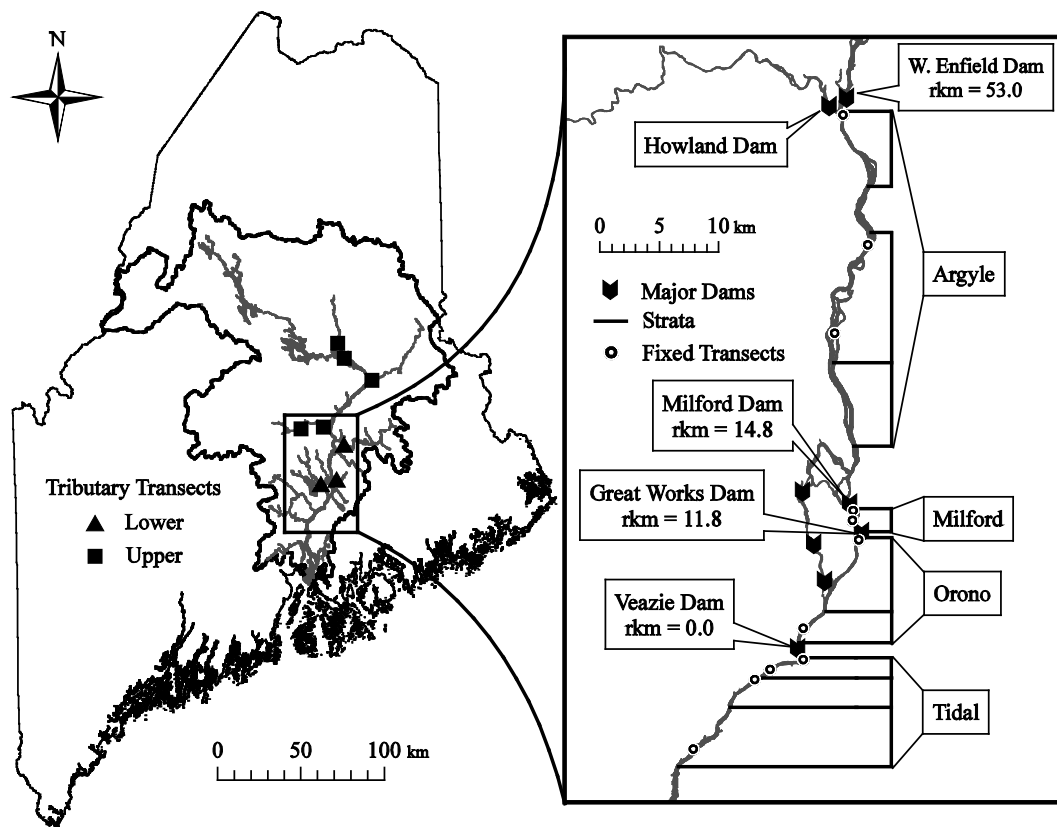 N
Tributary Transects
Lower
Upper
0 50 100 km
W. Enfield Dam
rkm = 53.0
Howland Dam
0 5 10 km
Major Dams
Strata
Fixed Transects
Argyle
Milford Dam
rkm = 14.8
Great Works Dam
rkm = 11.8
Milford
Orono
Veazie Dam
rkm = 0.0
Tidal